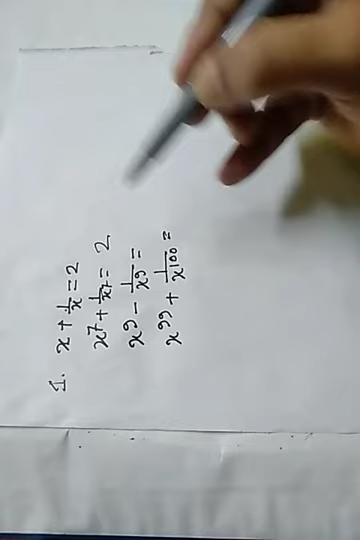 1. x + 1/x = 2
x⁷ + 1/x⁷ = 2
x⁹ - 1/x⁹ =
x⁹⁹ + 1/x¹⁰⁰ =